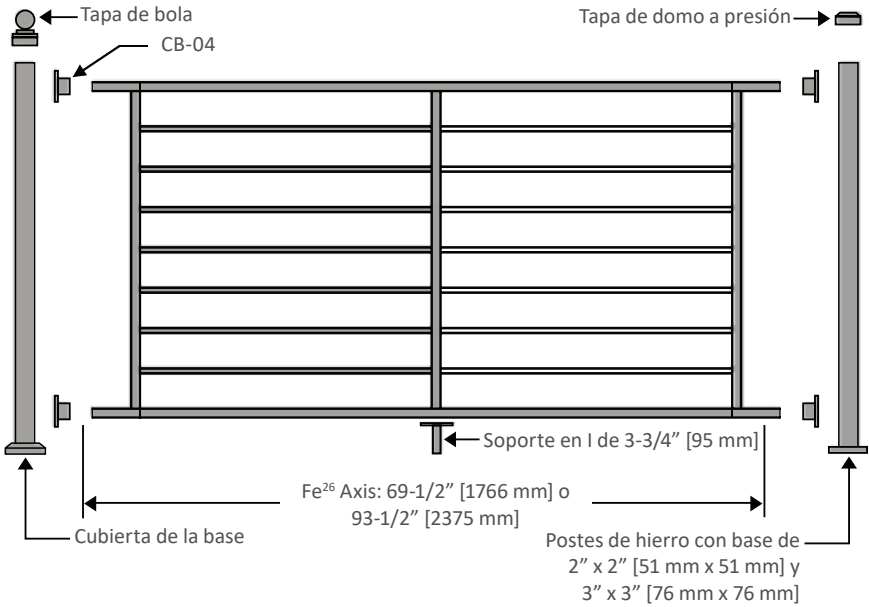 Tapa de bola
Tapa de domo a presión
CB-04
Soporte en I de 3-3/4” [95 mm]
Fe²⁶ Axis: 69-1/2” [1766 mm] o
93-1/2” [2375 mm]
Cubierta de la base
Postes de hierro con base de
2” x 2” [51 mm x 51 mm] y
3” x 3” [76 mm x 76 mm]